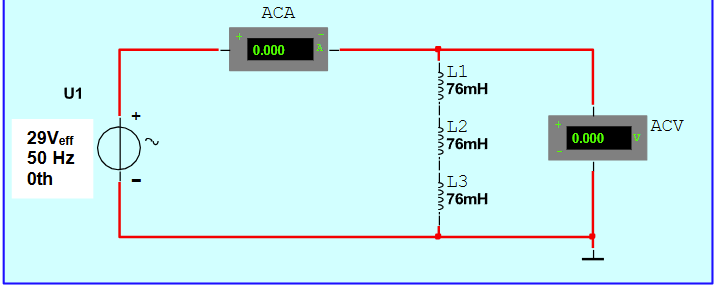 ACA
+ −
0.000 A
U1
+
29Veff
50 Hz
0th
−
L1
76mH
L2
76mH
L3
76mH
ACV
+
0.000 V
−